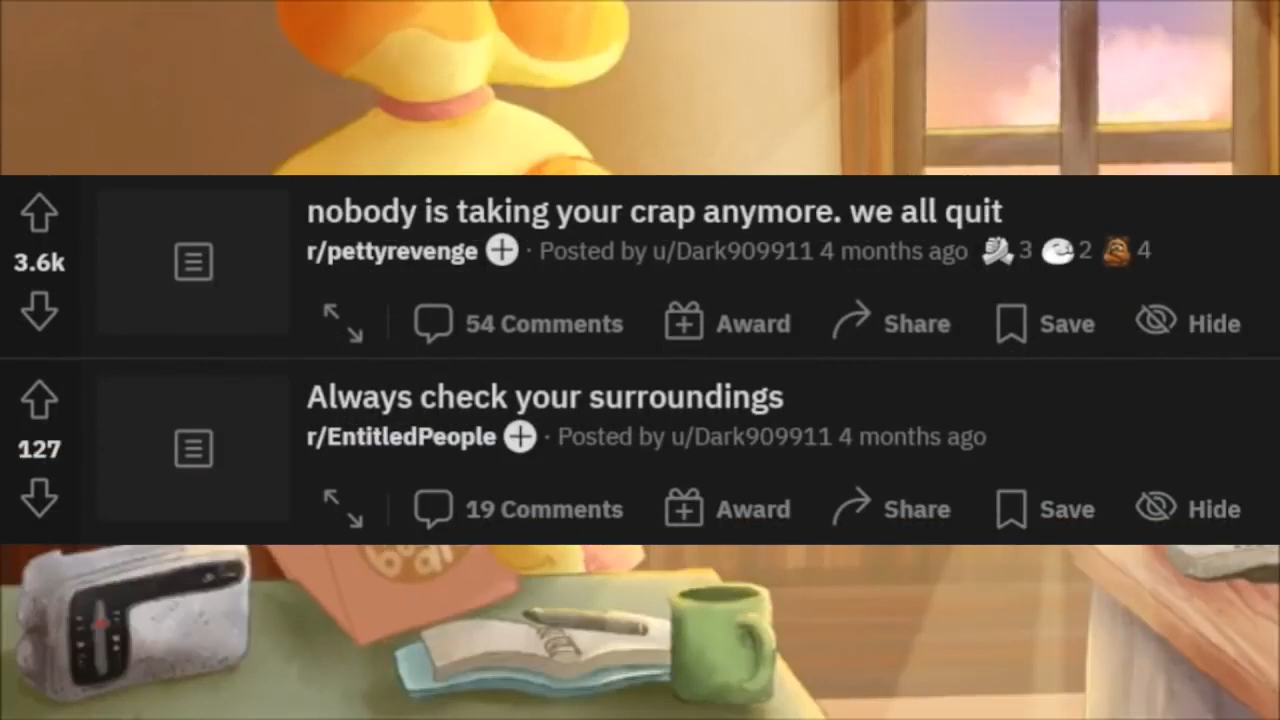 nobody is taking your crap anymore. we all quit
3.6k
r/pettyrevenge · Posted by u/Dark909911 4 months ago 3 2 4
54 Comments Award Share Save Hide
Always check your surroundings
127
r/EntitledPeople · Posted by u/Dark909911 4 months ago
19 Comments Award Share Save Hide